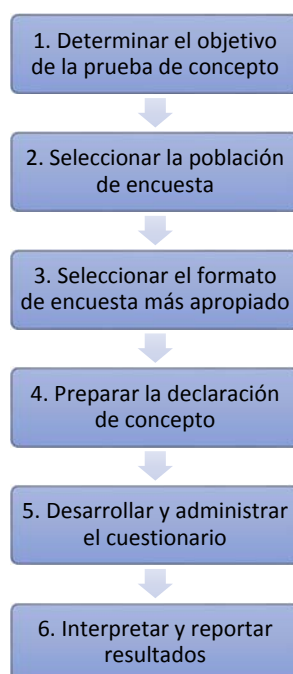 1. Determinar el objetivo
de la prueba de concepto
2. Seleccionar la población
de encuesta
3. Seleccionar el formato
de encuesta más apropiado
4. Preparar la declaración
de concepto
5. Desarrollar y administrar
el cuestionario
6. Interpretar y reportar
resultados